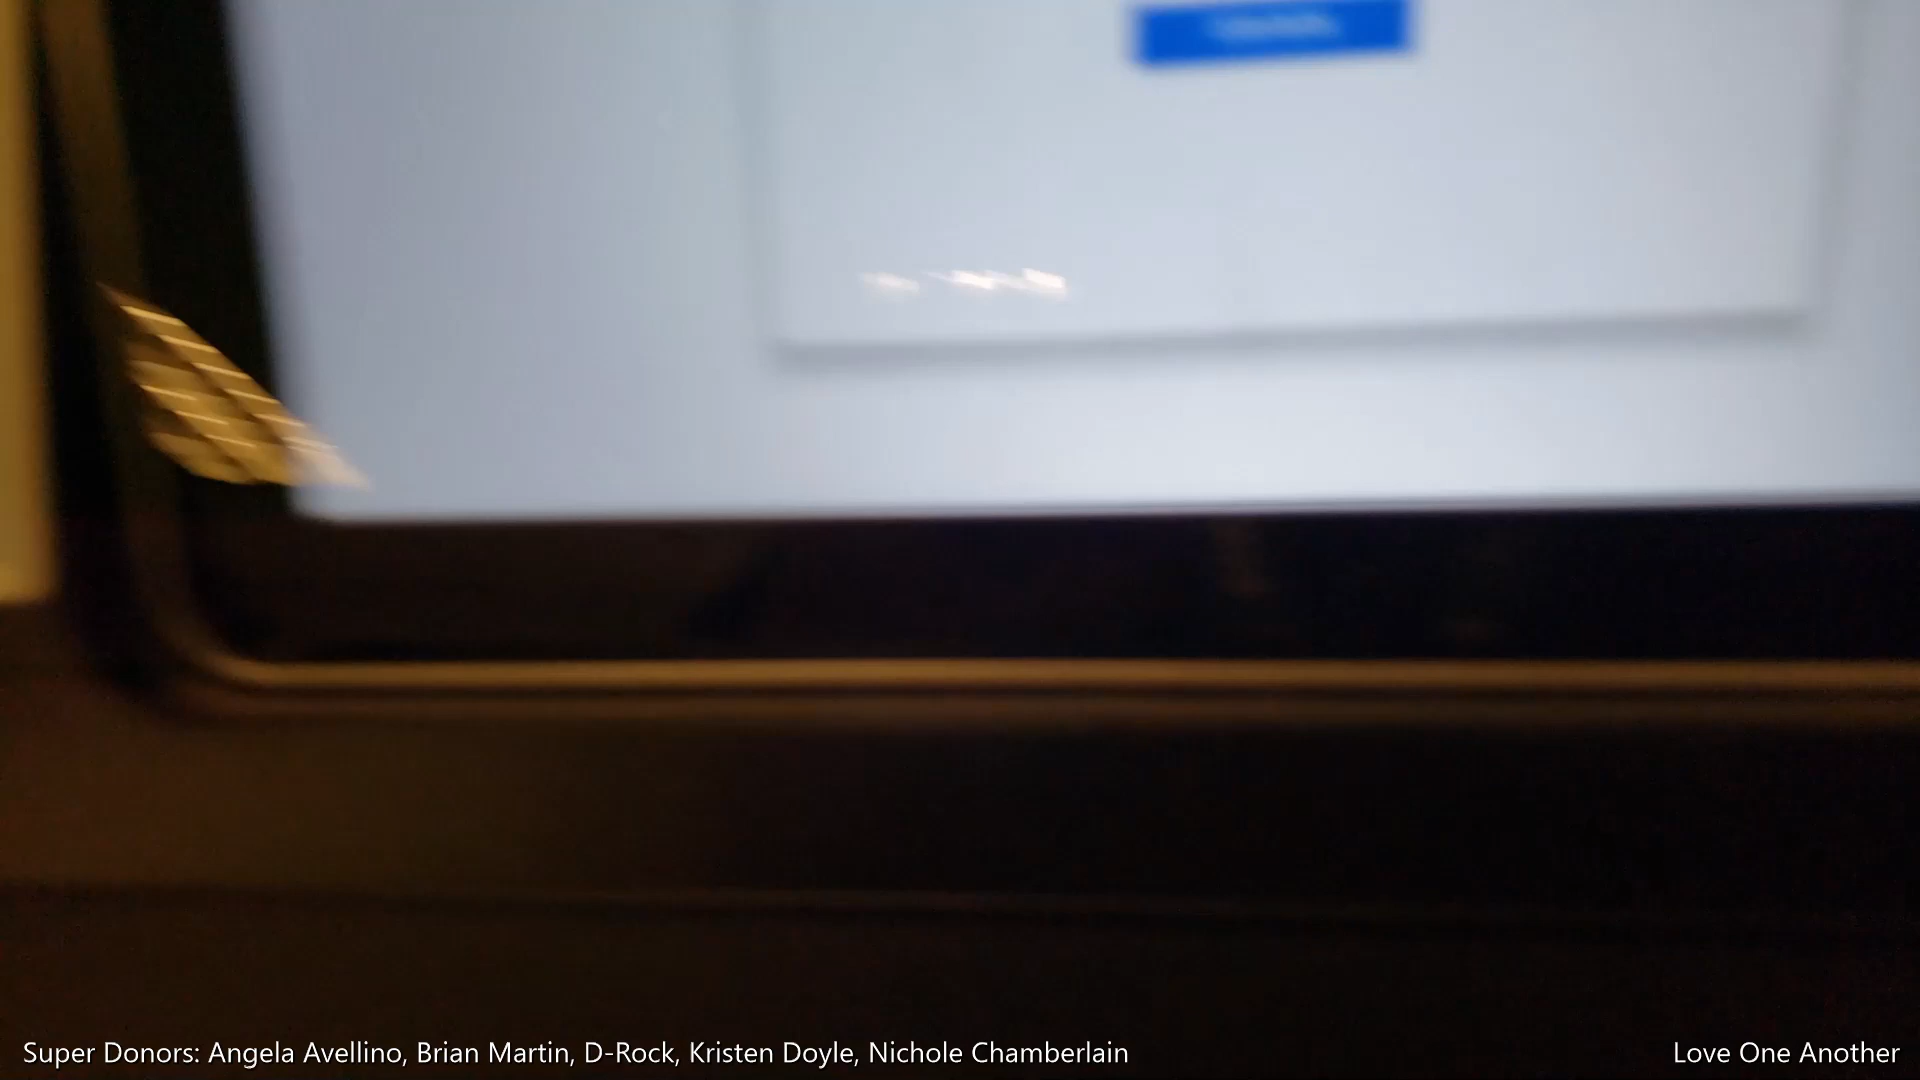 Super Donors: Angela Avellino, Brian Martin, D-Rock, Kristen Doyle, Nichole Chamberlain
Love One Another